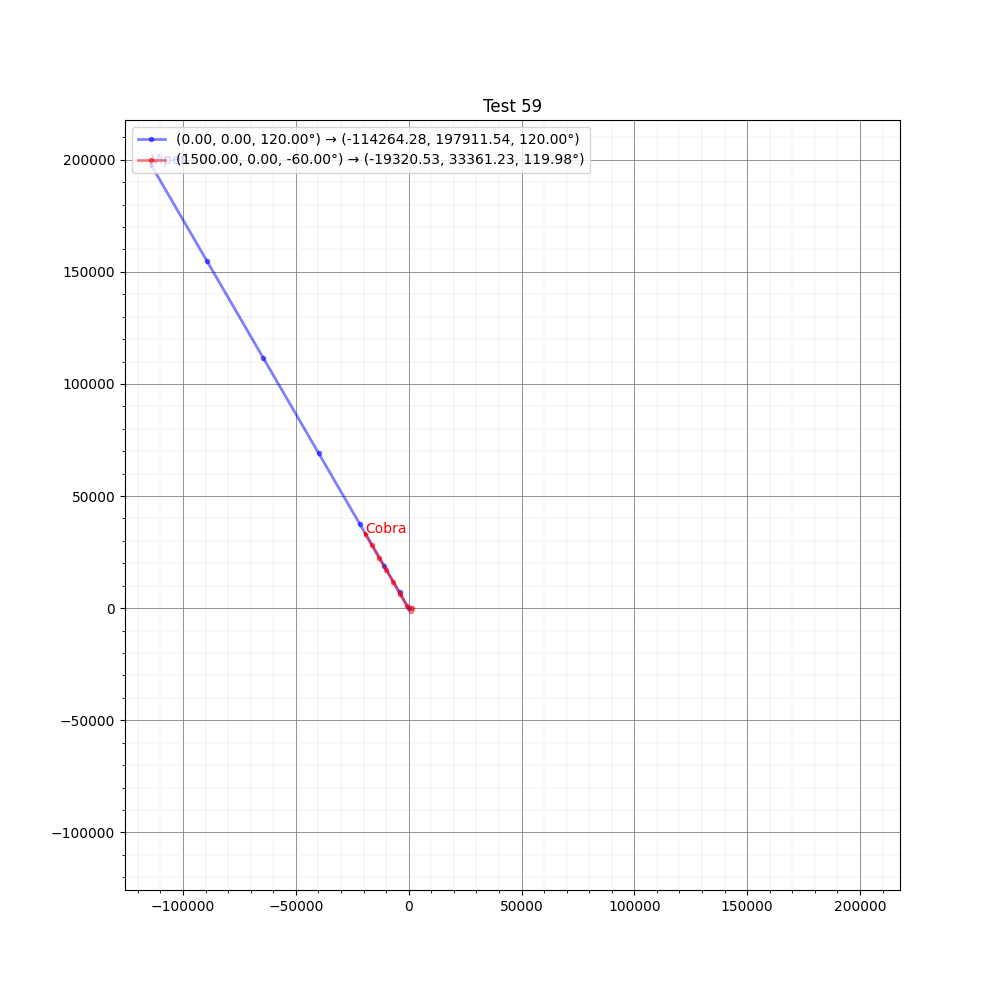 Test 59
(0.00, 0.00, 120.00°) → (-114264.28, 197911.54, 120.00°)
(1500.00, 0.00, -60.00°) → (-19320.53, 33361.23, 119.98°)
Viper
Cobra
200000
150000
100000
50000
0
−50000
−100000
−100000 −50000 0 50000 100000 150000 200000